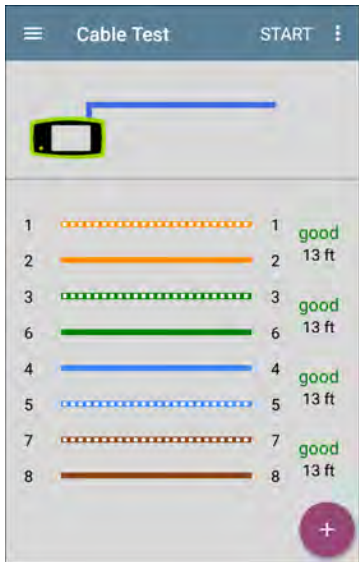 Cable Test START
1 1 good
2 2 13 ft
3 3 good
6 6 13 ft
4 4 good
5 5 13 ft
7 7 good
8 8 13 ft
+